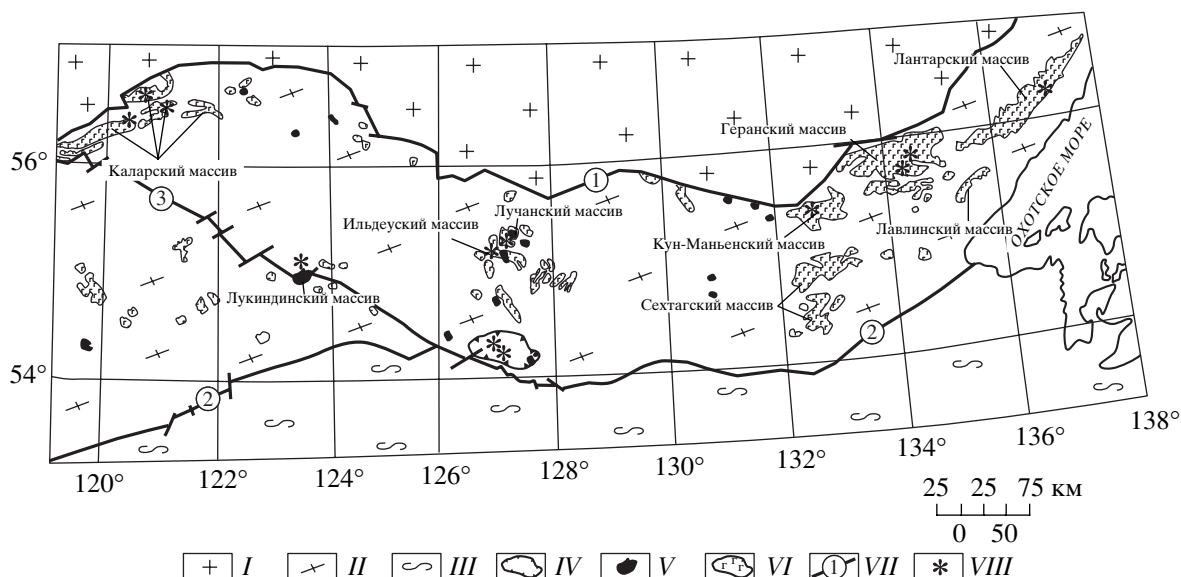 Лантарский массив
Геранский массив
56°
Каларский массив
1
ОХОТСКОЕ МОРЕ
3
Лучанский массив
Ильдеуский массив
Кун-Маньенский массив
Лавлинский массив
Лукиндинский массив
Сехтагский массив
2
54°
2
120° 122° 124° 126° 128° 130° 132° 134° 136° 138°
25 25 75 км
0 50
I II III IV V VI 1 VII VIII